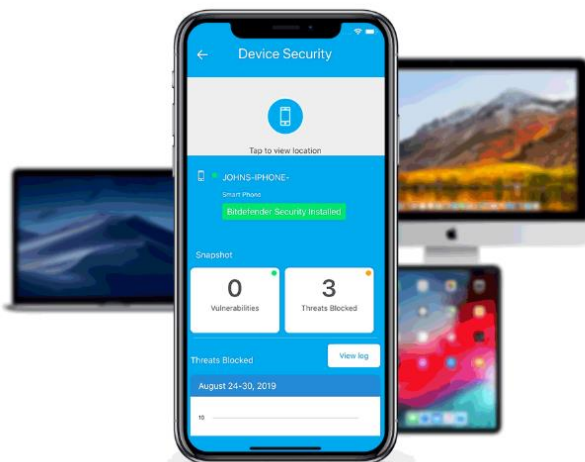 Device Security
Tap to view location
JOHNS-IPHONE-
Smart Phone
Bitdefender Security Installed
Snapshot
0
Vulnerabilities
3
Threats Blocked
Threats Blocked
View log
August 24-30, 2019